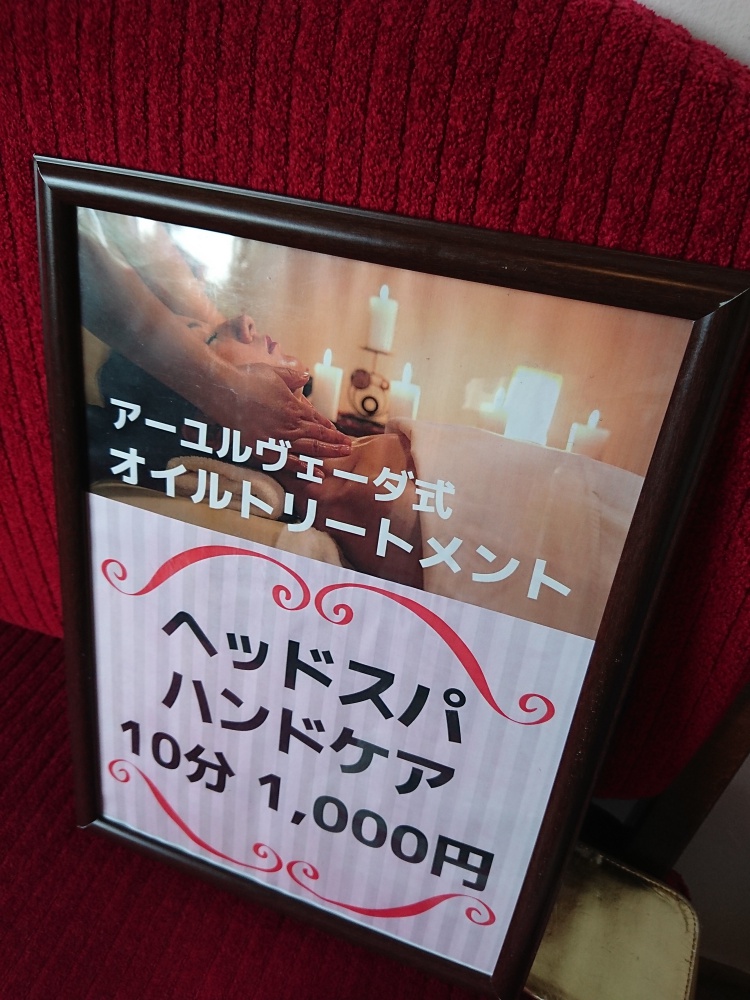 アーユルヴェーダ式
オイルトリートメント
ヘッドスパ
ハンドケア
10分 1,000円